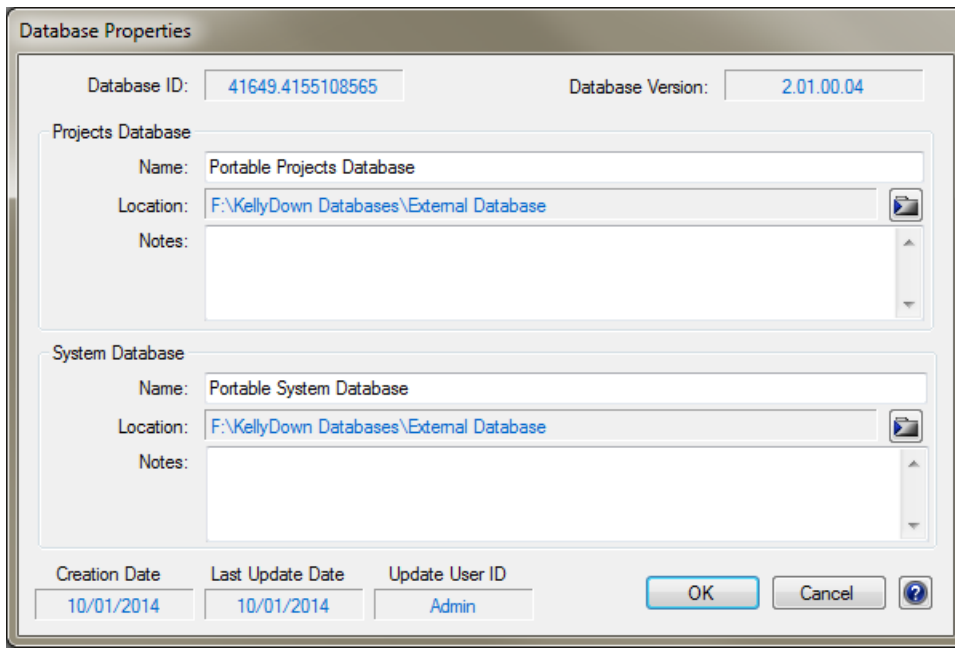 Database Properties
Database ID: 41649.4155108565 Database Version: 2.01.00.04
Projects Database
Name: Portable Projects Database
Location: F:\KellyDown Databases\External Database
Notes:
System Database
Name: Portable System Database
Location: F:\KellyDown Databases\External Database
Notes:
Creation Date Last Update Date Update User ID
10/01/2014 10/01/2014 Admin OK Cancel ?